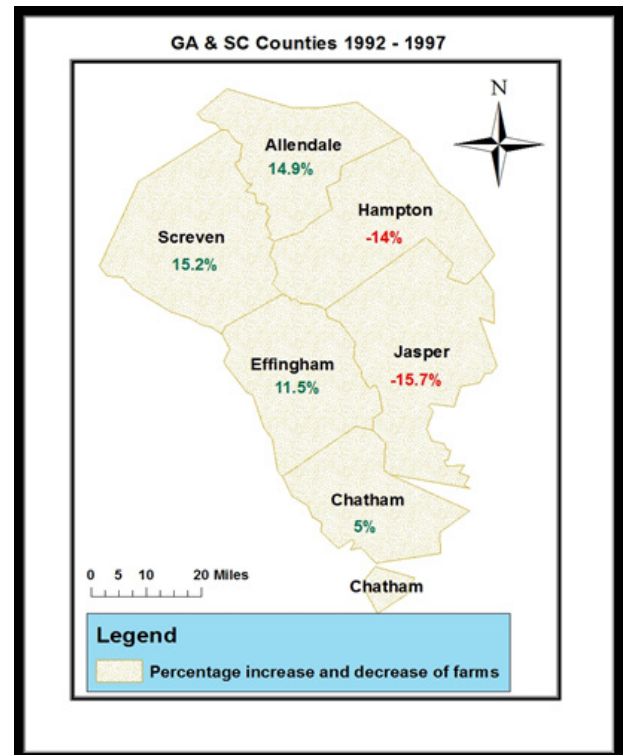 GA & SC Counties 1992 - 1997
N
Allendale
14.9%
Hampton
-14%
Screven
15.2%
Jasper
-15.7%
Effingham
11.5%
Chatham
5%
0 5 10 20 Miles
Chatham
Legend
Percentage increase and decrease of farms